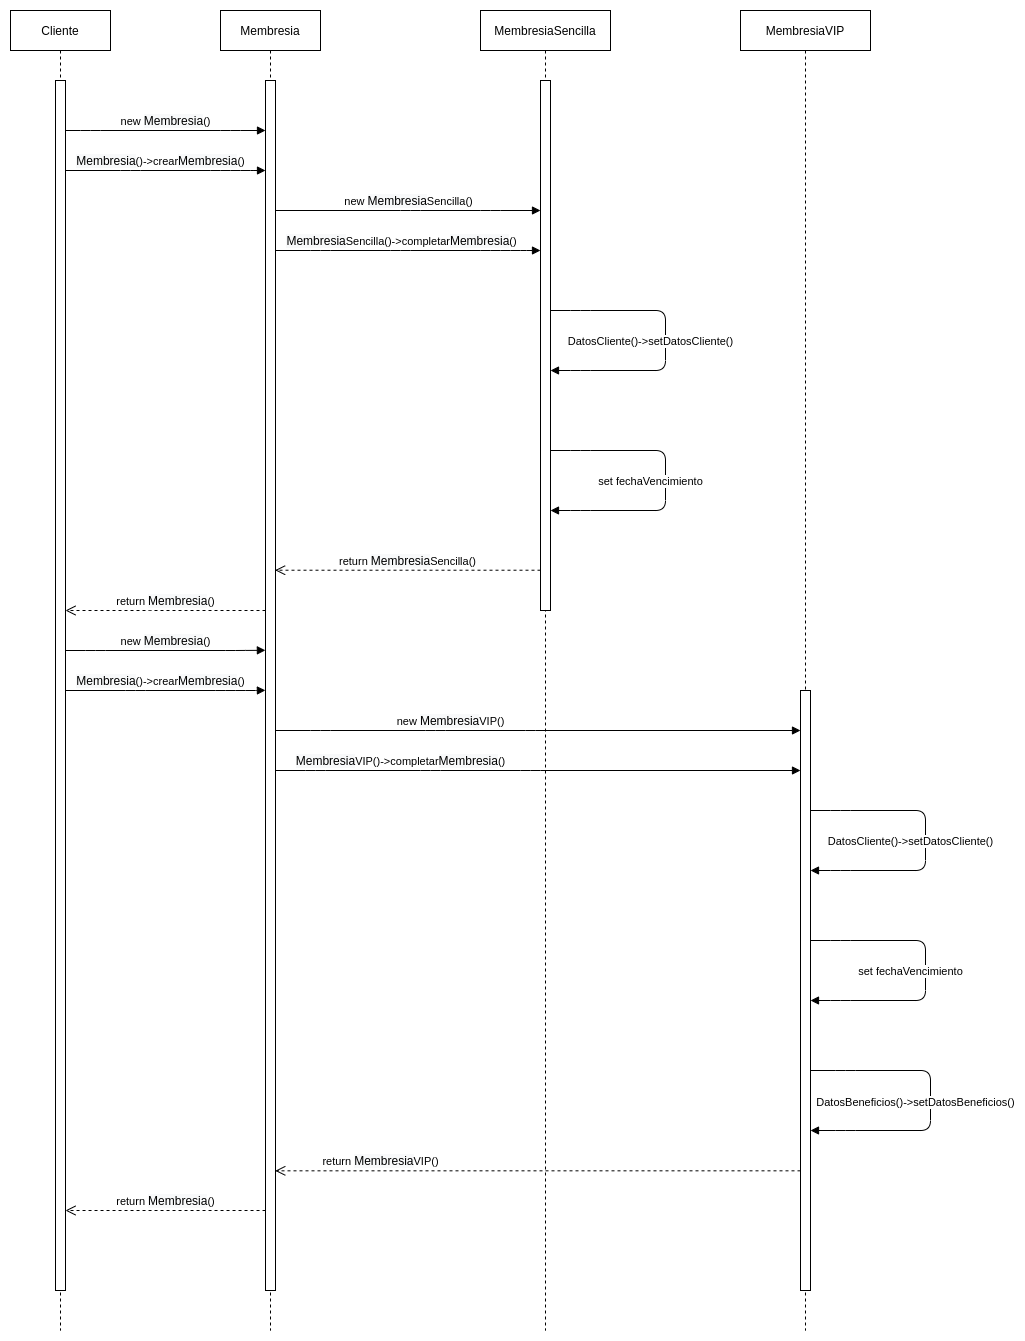 Cliente
Membresia
MembresiaSencilla
MembresiaVIP
new Membresia()
Membresia()->crearMembresia()
new MembresiaSencilla()
MembresiaSencilla()->completarMembresia()
DatosCliente()->setDatosCliente()
set fechaVencimiento
return MembresiaSencilla()
return Membresia()
new Membresia()
Membresia()->crearMembresia()
new MembresiaVIP()
MembresiaVIP()->completarMembresia()
DatosCliente()->setDatosCliente()
set fechaVencimiento
DatosBeneficios()->setDatosBeneficios()
return MembresiaVIP()
return Membresia()